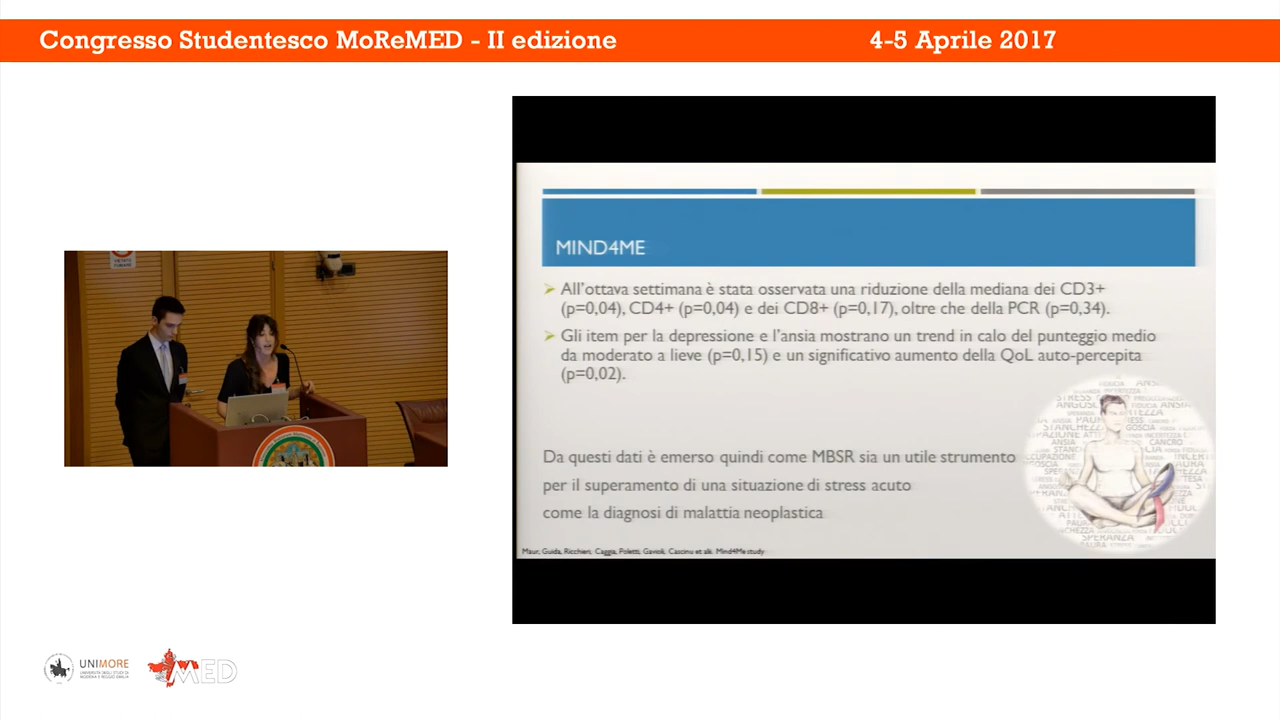 Congresso Studentesco MoReMED - II edizione
4-5 Aprile 2017
MIND4ME
All'ottava settimana è stata osservata una riduzione della mediana dei CD3+
(p=0,04), CD4+ (p=0,04) e dei CD8+ (p=0,17), oltre che della PCR (p=0,34).
Gli item per la depressione e l'ansia mostrano un trend in calo del punteggio medio
da moderato a lieve (p=0,15) e un significativo aumento della QoL auto-percepita
(p=0,02).
Da questi dati è emerso quindi come MBSR sia un utile strumento
per il superamento di una situazione di stress acuto
come la diagnosi di malattia neoplastica
Maur, Guida, Ricchieri, Caggia, Poletti, Gavioli, Cascinu et alii. Mind4Me study
STRESS
ANSIA
CANCRO
SPERANZA
UNIMORE
UNIVERSITÀ DEGLI STUDI DI
MODENA E REGGIO EMILIA
MED